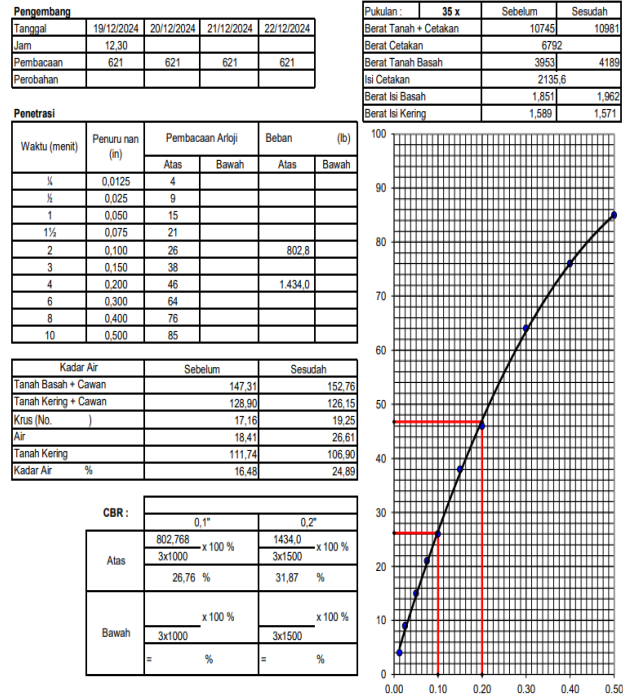 Pengembang
Tanggal 19/12/2024 20/12/2024 21/12/2024 22/12/2024
Jam 12,30
Pembacaan 621 621 621 621
Perobahan
Pukulan : 35 x Sebelum Sesudah
Berat Tanah + Cetakan 10745 10981
Berat Cetakan 6792
Berat Tanah Basah 3953 4189
Isi Cetakan 2135,6
Berat Isi Basah 1,851 1,962
Berat Isi Kering 1,589 1,571
Penetrasi
Waktu (menit) Penuru nan (in) Pembacaan Arloji Beban (lb)
Atas Bawah Atas Bawah
¼ 0,0125 4
½ 0,025 9
1 0,050 15
1½ 0,075 21
2 0,100 26 802,8
3 0,150 38
4 0,200 46 1.434,0
6 0,300 64
8 0,400 76
10 0,500 85
Kadar Air Sebelum Sesudah
Tanah Basah + Cawan 147,31 152,76
Tanah Kering + Cawan 128,90 126,15
Krus (No. ) 17,16 19,25
Air 18,41 26,61
Tanah Kering 111,74 106,90
Kadar Air % 16,48 24,89
CBR :
0,1" 0,2"
Atas
802,768 x 100 % 1434,0 x 100 %
3x1000 3x1500
26,76 % 31,87 %
Bawah
x 100 % x 100 %
3x1000 3x1500
= % = %
100
90
80
70
60
50
40
30
20
10
0
0.00 0.10 0.20 0.30 0.40 0.50